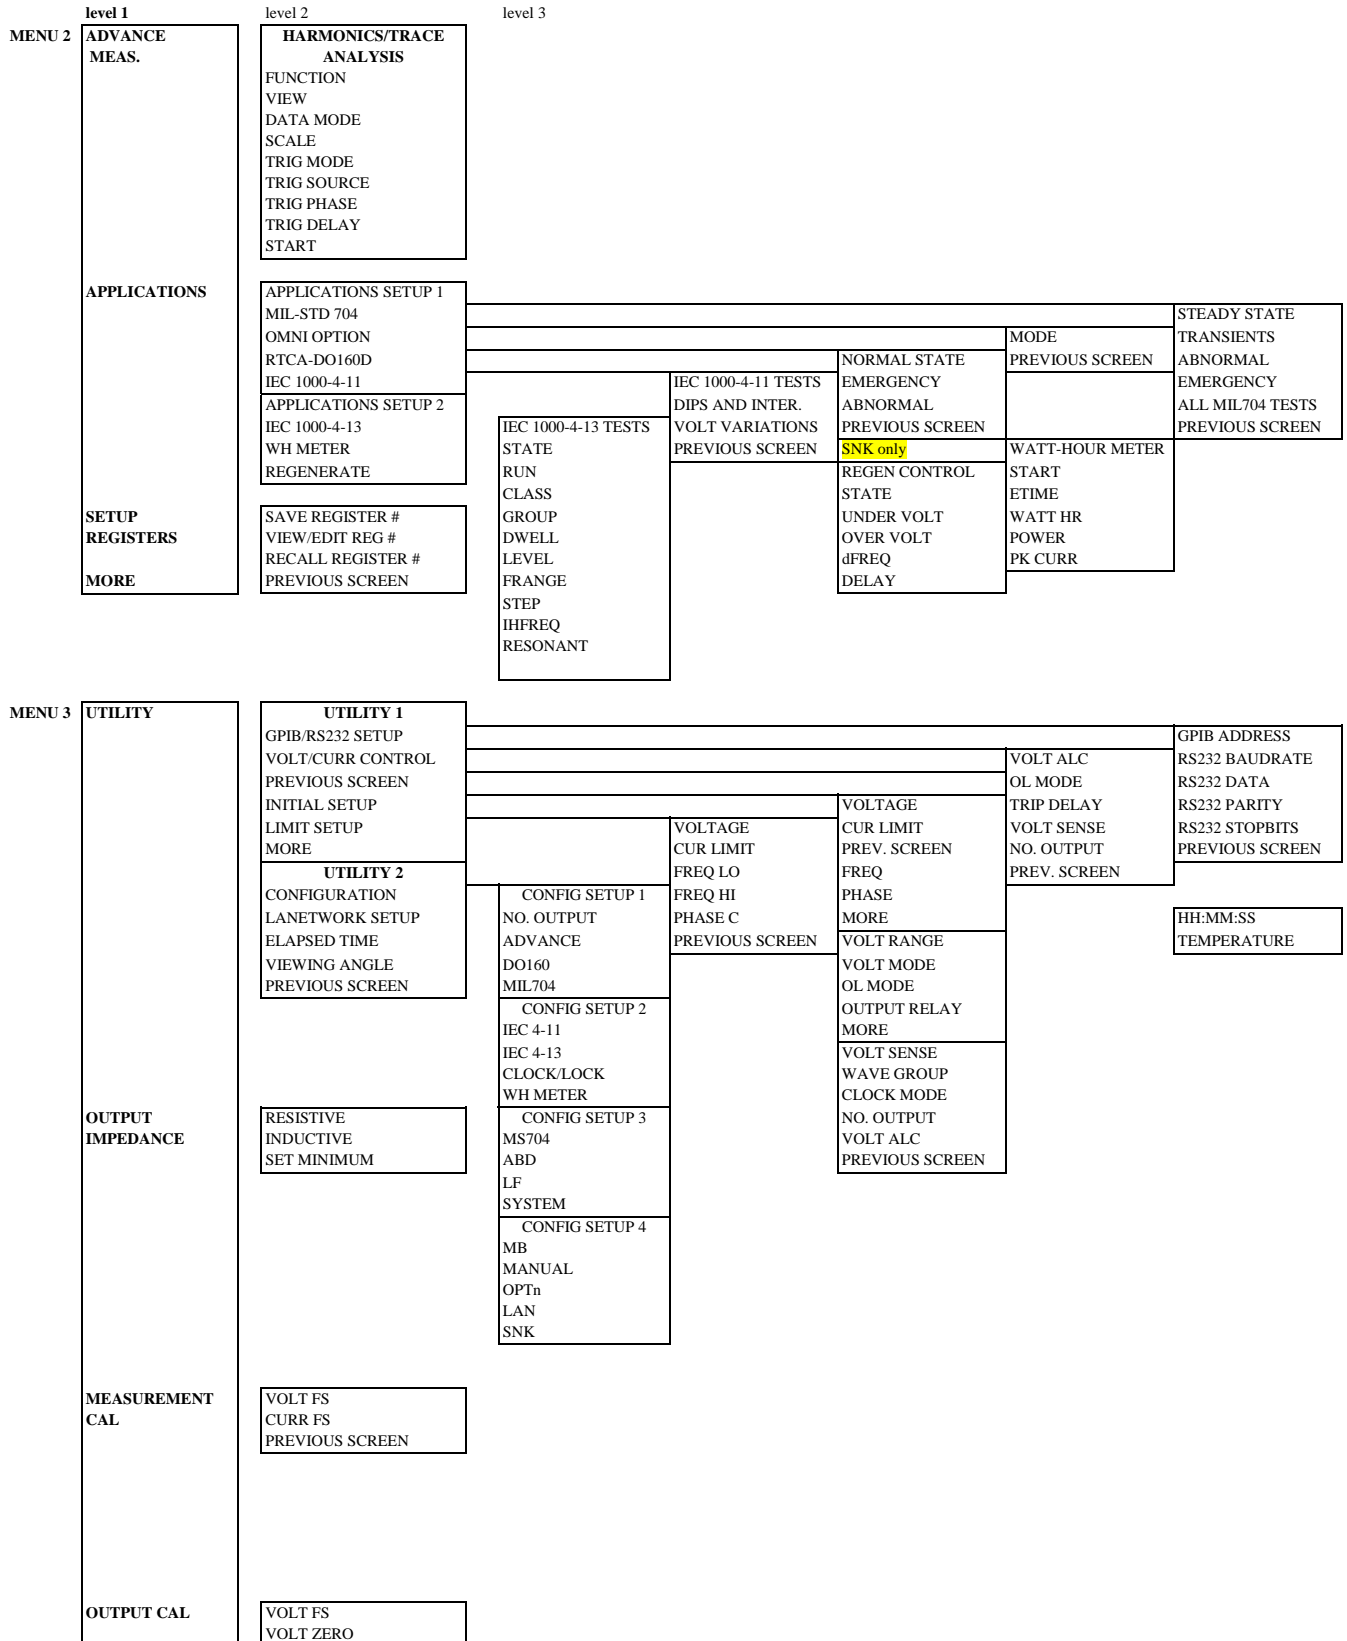 level 1 level 2 level 3
MENU 2 ADVANCE HARMONICS/TRACE
MEAS. ANALYSIS
FUNCTION
VIEW
DATA MODE
SCALE
TRIG MODE
TRIG SOURCE
TRIG PHASE
TRIG DELAY
START
APPLICATIONS APPLICATIONS SETUP 1
MIL-STD 704 STEADY STATE
OMNI OPTION MODE TRANSIENTS
RTCA-DO160D NORMAL STATE PREVIOUS SCREEN ABNORMAL
IEC 1000-4-11 IEC 1000-4-11 TESTS EMERGENCY EMERGENCY
APPLICATIONS SETUP 2 DIPS AND INTER. ABNORMAL ALL MIL704 TESTS
IEC 1000-4-13 IEC 1000-4-13 TESTS VOLT VARIATIONS PREVIOUS SCREEN PREVIOUS SCREEN
WH METER STATE PREVIOUS SCREEN SNK only WATT-HOUR METER
REGENERATE RUN REGEN CONTROL START
CLASS STATE ETIME
SETUP SAVE REGISTER # GROUP UNDER VOLT WATT HR
REGISTERS VIEW/EDIT REG # DWELL OVER VOLT POWER
RECALL REGISTER # LEVEL dFREQ PK CURR
MORE PREVIOUS SCREEN FRANGE DELAY
STEP
IHFREQ
RESONANT
MENU 3 UTILITY UTILITY 1
GPIB/RS232 SETUP GPIB ADDRESS
VOLT/CURR CONTROL VOLT ALC RS232 BAUDRATE
PREVIOUS SCREEN OL MODE RS232 DATA
INITIAL SETUP VOLTAGE TRIP DELAY RS232 PARITY
LIMIT SETUP VOLTAGE CUR LIMIT VOLT SENSE RS232 STOPBITS
MORE CUR LIMIT PREV. SCREEN NO. OUTPUT PREVIOUS SCREEN
UTILITY 2 FREQ LO FREQ PREV. SCREEN
CONFIGURATION CONFIG SETUP 1 FREQ HI PHASE
LANETWORK SETUP NO. OUTPUT PHASE C MORE HH:MM:SS
ELAPSED TIME ADVANCE PREVIOUS SCREEN VOLT RANGE TEMPERATURE
VIEWING ANGLE DO160 VOLT MODE
PREVIOUS SCREEN MIL704 OL MODE
CONFIG SETUP 2 OUTPUT RELAY
IEC 4-11 MORE
IEC 4-13 VOLT SENSE
CLOCK/LOCK WAVE GROUP
WH METER CLOCK MODE
OUTPUT RESISTIVE CONFIG SETUP 3 NO. OUTPUT
IMPEDANCE INDUCTIVE MS704 VOLT ALC
SET MINIMUM ABD PREVIOUS SCREEN
LF
SYSTEM
CONFIG SETUP 4
MB
MANUAL
OPTn
LAN
SNK
MEASUREMENT VOLT FS
CAL CURR FS
PREVIOUS SCREEN
OUTPUT CAL VOLT FS
VOLT ZERO